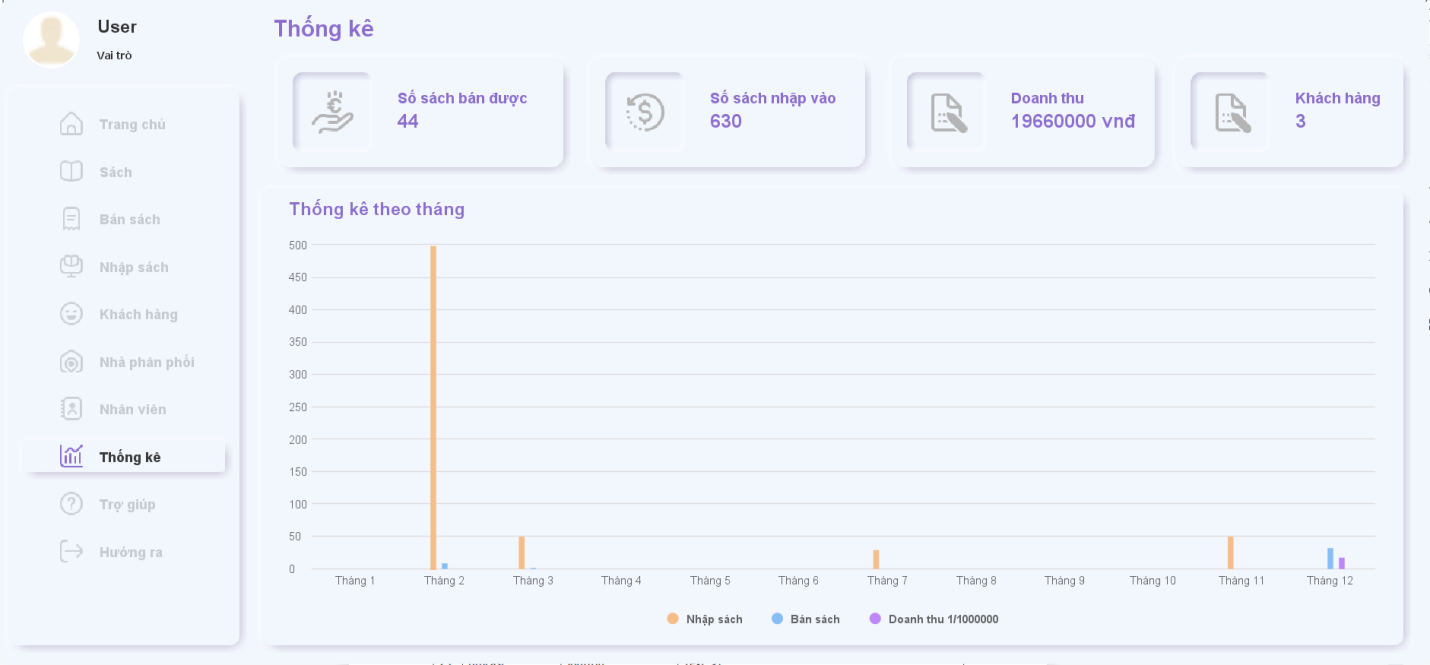 User
Vai trò
Trang chủ
Sách
Bán sách
Nhập sách
Khách hàng
Nhà phân phối
Nhân viên
Thống kê
Trợ giúp
Hướng ra
Thống kê
Số sách bán được
44
Số sách nhập vào
630
Doanh thu
19660000 vnđ
Khách hàng
3
Thống kê theo tháng
500
450
400
350
300
250
200
150
100
50
0
Tháng 1 Tháng 2 Tháng 3 Tháng 4 Tháng 5 Tháng 6 Tháng 7 Tháng 8 Tháng 9 Tháng 10 Tháng 11 Tháng 12
Nhập sách Bán sách Doanh thu 1/1000000